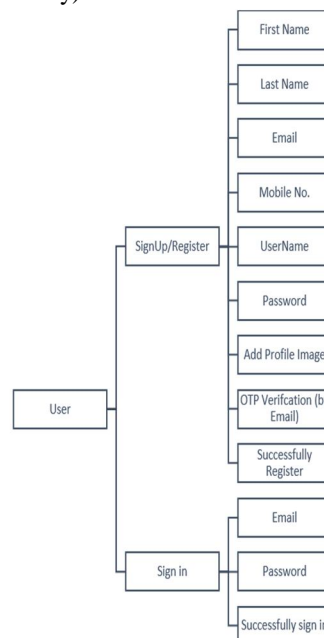 y)
First Name
Last Name
Email
Mobile No.
SignUp/Register
UserName
Password
Add Profile Image
User
OTP Verifcation (b
Email)
Successfully
Register
Email
Sign in
Password
Successfully sign in